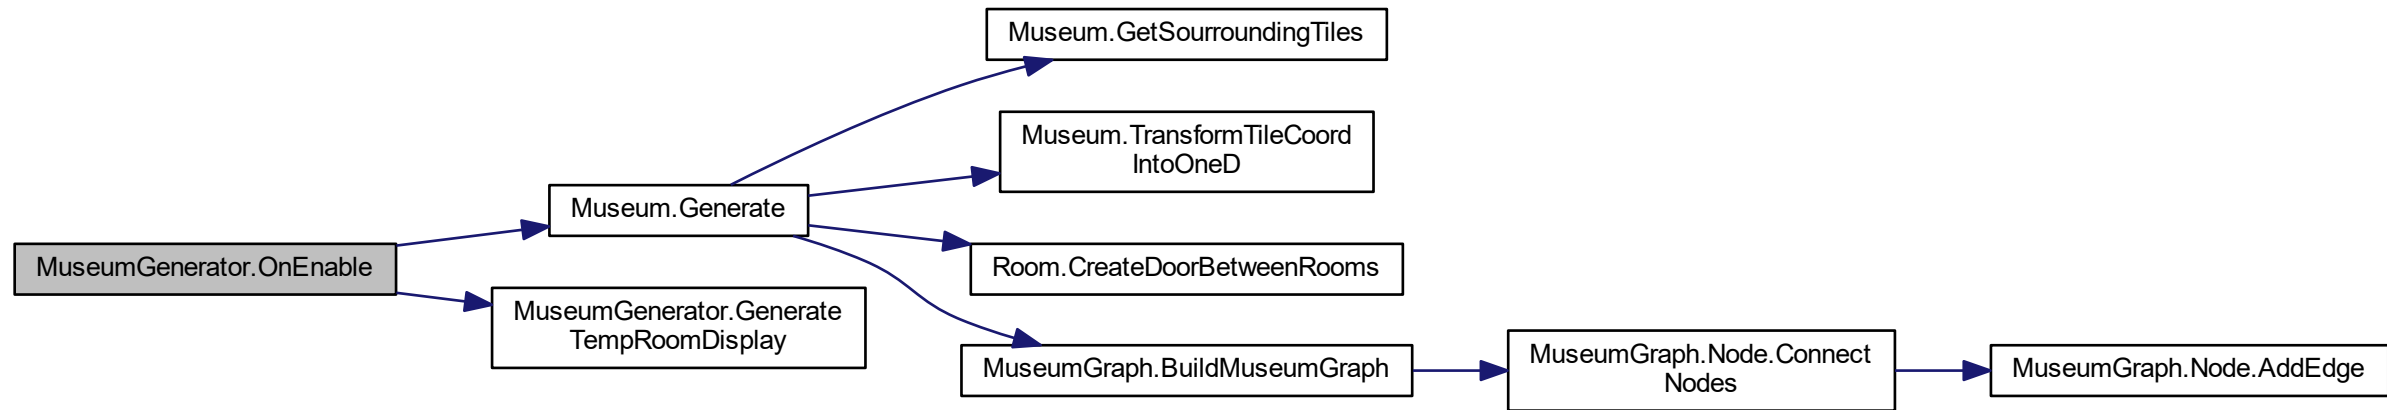 Museum.GetSourroundingTiles
Museum.TransformTileCoord
IntoOneD
Museum.Generate
MuseumGenerator.OnEnable
Room.CreateDoorBetweenRooms
MuseumGenerator.Generate
TempRoomDisplay
MuseumGraph.BuildMuseumGraph
MuseumGraph.Node.Connect
Nodes
MuseumGraph.Node.AddEdge